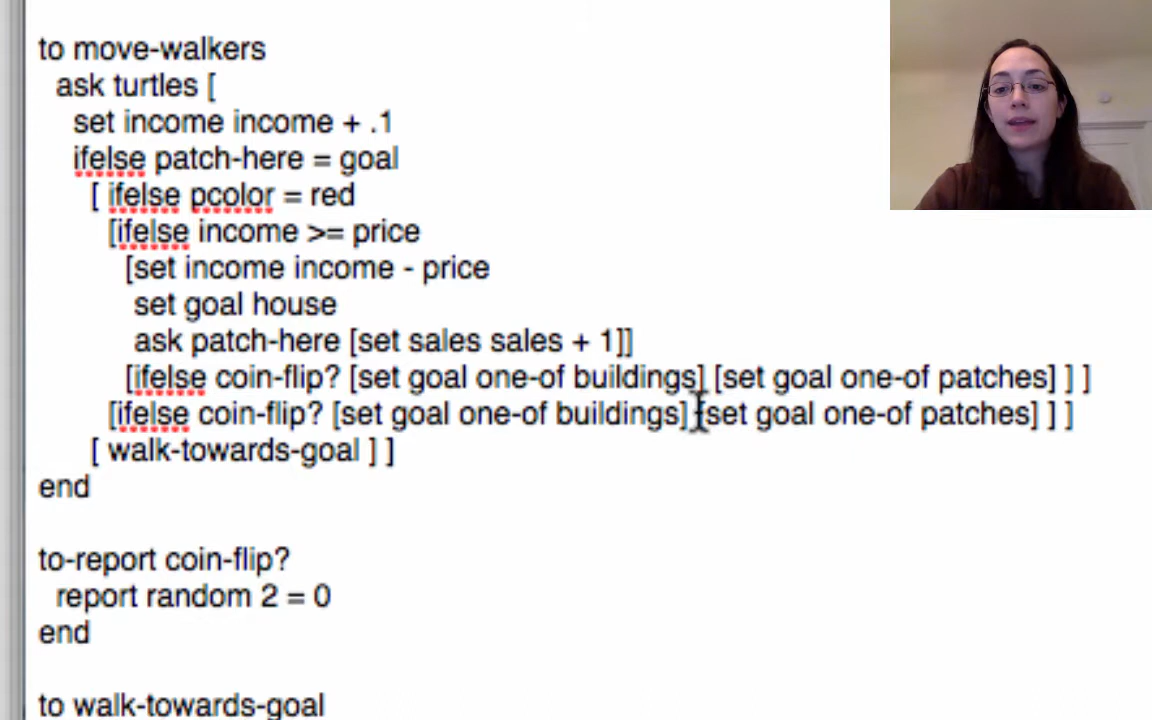 to move-walkers
ask turtles [
set income income + .1
ifelse patch-here = goal
[ ifelse pcolor = red
[ifelse income >= price
[set income income - price
set goal house
ask patch-here [set sales sales + 1]]
[ifelse coin-flip? [set goal one-of buildings] [set goal one-of patches] ] ]
[ifelse coin-flip? [set goal one-of buildings] [set goal one-of patches] ] ]
[ walk-towards-goal ] ]
end
to-report coin-flip?
report random 2 = 0
end
to walk-towards-goal